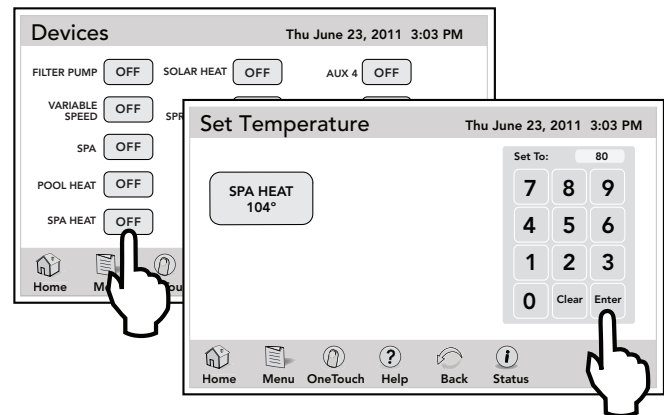 Devices Thu June 23, 2011 3:03 PM
FILTER PUMP OFF SOLAR HEAT OFF AUX 4 OFF
VARIABLE SPEED OFF
SPA OFF
POOL HEAT OFF
SPA HEAT OFF
Home
Set Temperature Thu June 23, 2011 3:03 PM
Set To: 80
SPA HEAT
104°
7 8 9
4 5 6
1 2 3
0 Clear Enter
Home Menu OneTouch Help Back Status